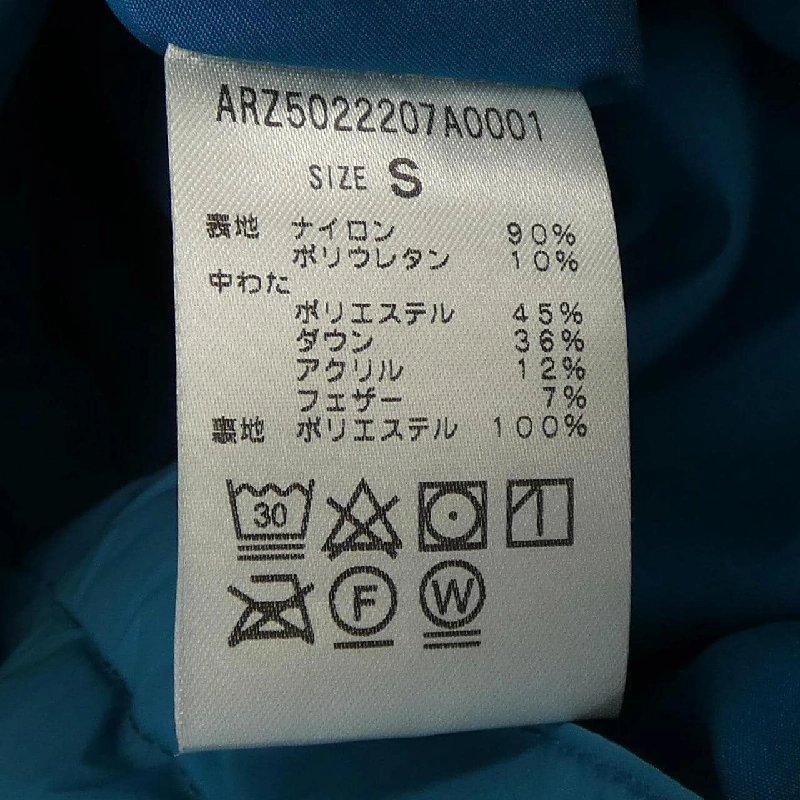 ARZ5022207A0001
SIZE S
表地 ナイロン 90%
ポリウレタン 10%
中わた
ポリエステル 45%
ダウン 36%
アクリル 12%
フェザー 7%
裏地 ポリエステル 100%
30
F W